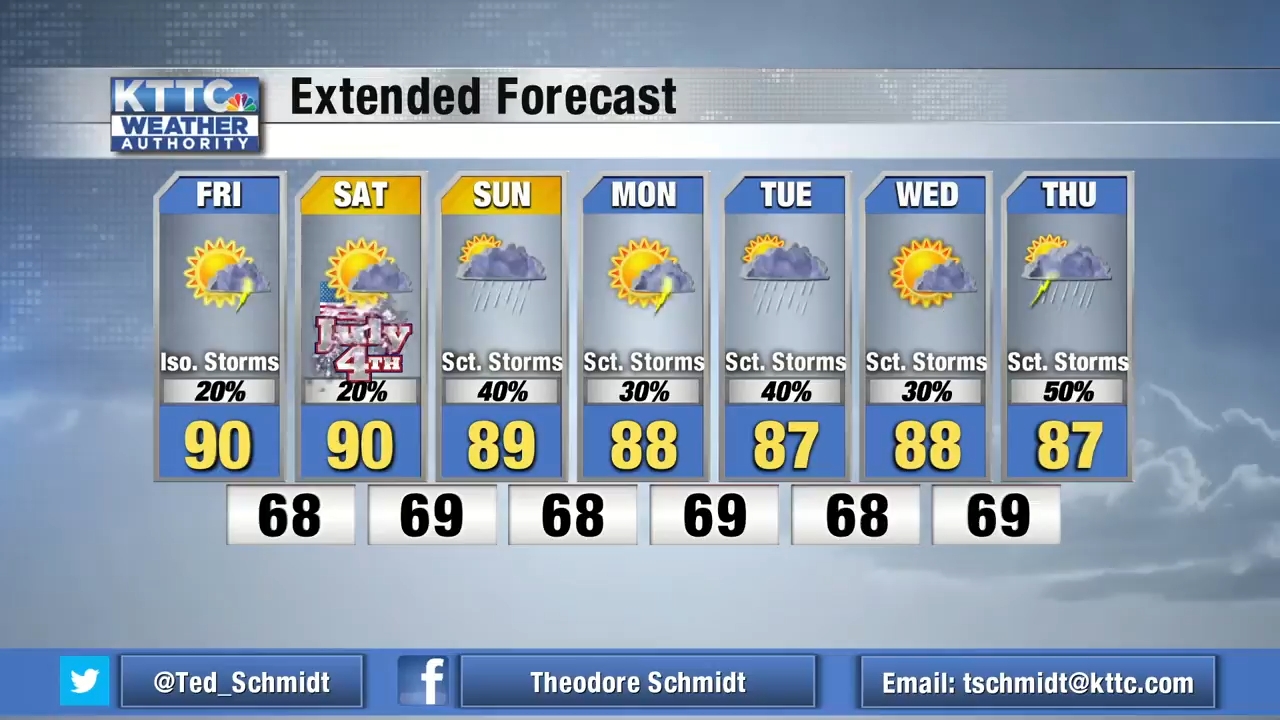 KTTC
WEATHER
AUTHORITY
Extended Forecast
FRI
SAT
SUN
MON
TUE
WED
THU
July
4TH
Iso. Storms
Sct. Storms
Sct. Storms
Sct. Storms
Sct. Storms
Sct. Storms
20%
20%
40%
30%
40%
30%
50%
90
90
89
88
87
88
87
68
69
68
69
68
69
@Ted_Schmidt
f
Theodore Schmidt
Email: tschmidt@kttc.com